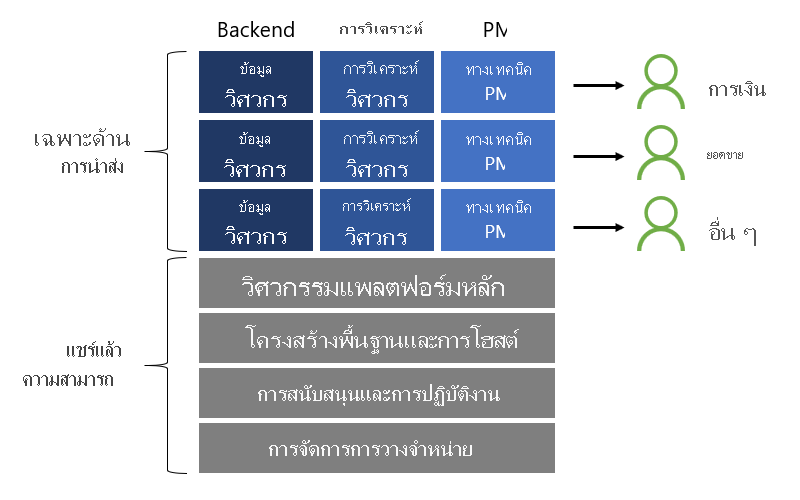 Backend การวิเคราะห์ PM
ข้อมูล การวิเคราะห์ ทางเทคนิค
วิศวกร วิศวกร PM
การเงิน
เฉพาะด้าน
การนำส่ง
ข้อมูล การวิเคราะห์ ทางเทคนิค
วิศวกร วิศวกร PM
ยอดขาย
ข้อมูล การวิเคราะห์ ทางเทคนิค
วิศวกร วิศวกร PM
อื่น ๆ
แชร์แล้ว
ความสามารถ
วิศวกรรมแพลตฟอร์มหลัก
โครงสร้างพื้นฐานและการโฮสต์
การสนับสนุนและการปฏิบัติงาน
การจัดการการวางจำหน่าย